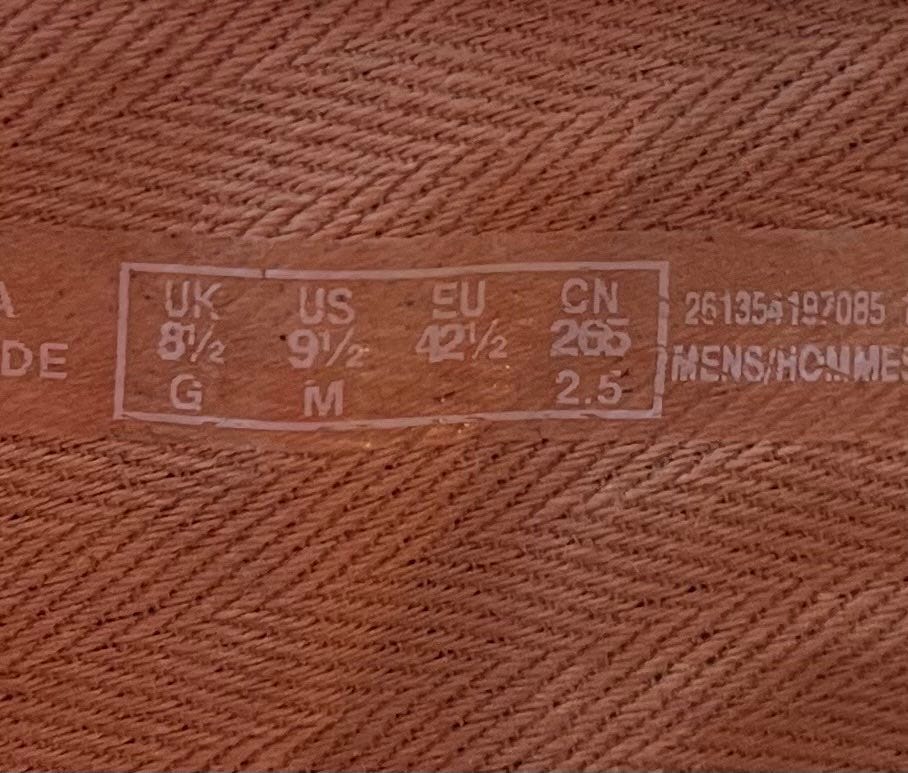 A
DE
UK US EU CN
8½ 9½ 42½ 265
G M 2.5
261354197085
MENS/HOMMES